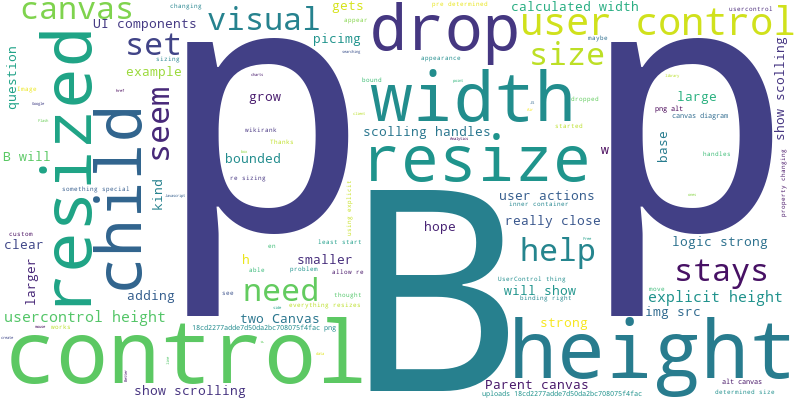 changing
canvas
UI components
visual
gets
appear
picimg
pre determined
drop
calculated width
user control
usercontrol
maybe
set
sizing
example
appearance
size
question
resized
child
seem
image
Google
href
charts
grow
p
p
bound
width
dropped
large
png alt
canvas diagram
show scolling
wikirank
Thanks
scolling handles
started
base
B will
bounded
resize
W
handles
re sizing
something special
kind
using explicit
B
user actions
inner container
property changing
custom
clear
hope
really close
logic strong
least start
en
h
able
problem
smaller
allow re
help
stays
larger
need
UserControl thing
will show
binding right
move
adding
see
thought
everything resizes
explicit height
usercontrol height
two Canvas
img src
18cd2277adde7d50da2bc708075f4fac png
works
strong
control
height
Parent canvas
alt canvas
show scrolling
uploads 18cd2277adde7d50da2bc708075f4fac
determined size